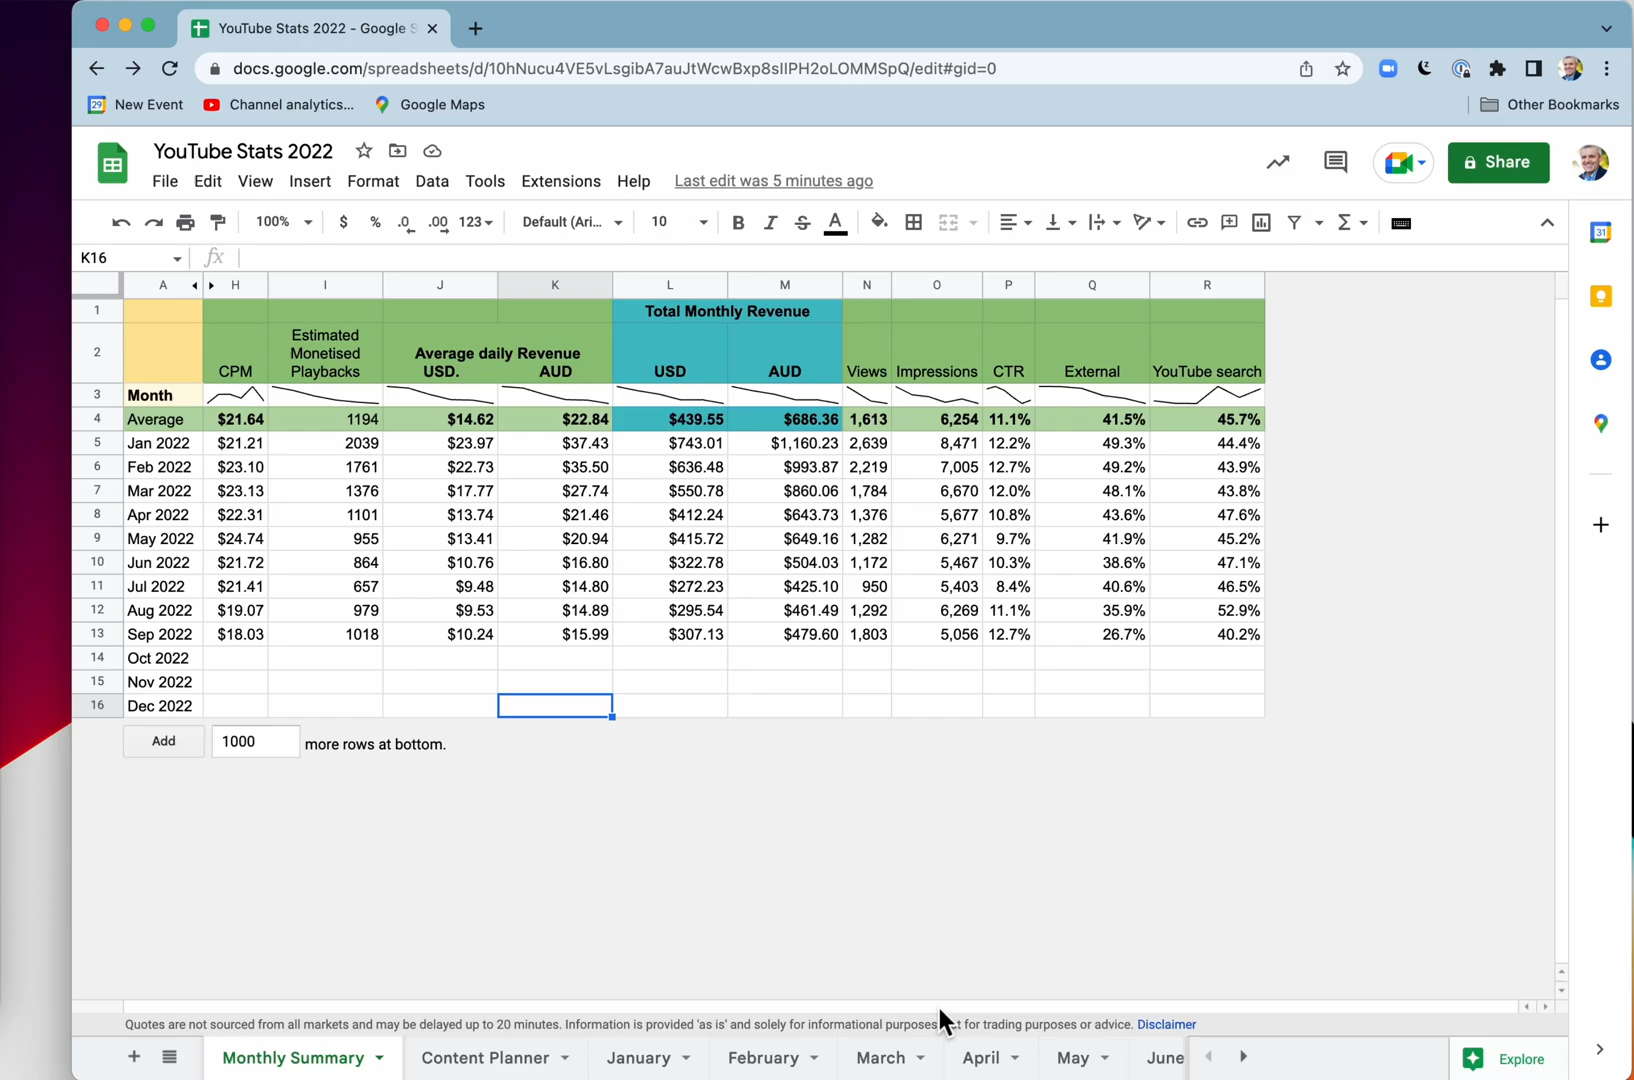 YouTube Stats 2022 - Google S
docs.google.com/spreadsheets/d/10hNucu4VE5vLsgibA7auJtWcwBxp8sIIPH2oLOMMSpQ/edit#gid=0
29 New Event Channel analytics... Google Maps Other Bookmarks
YouTube Stats 2022
Share
File Edit View Insert Format Data Tools Extensions Help Last edit was 5 minutes ago
100% $ % .0 .00 123 Default (Ari... 10 B I S A Σ
31
K16 fx
A H I J K L M N O P Q R
1 Total Monthly Revenue
2 CPM Estimated Monetised Playbacks Average daily Revenue USD. AUD USD AUD Views Impressions CTR External YouTube search
3 Month
4 Average $21.64 1194 $14.62 $22.84 $439.55 $686.36 1,613 6,254 11.1% 41.5% 45.7%
5 Jan 2022 $21.21 2039 $23.97 $37.43 $743.01 $1,160.23 2,639 8,471 12.2% 49.3% 44.4%
6 Feb 2022 $23.10 1761 $22.73 $35.50 $636.48 $993.87 2,219 7,005 12.7% 49.2% 43.9%
7 Mar 2022 $23.13 1376 $17.77 $27.74 $550.78 $860.06 1,784 6,670 12.0% 48.1% 43.8%
8 Apr 2022 $22.31 1101 $13.74 $21.46 $412.24 $643.73 1,376 5,677 10.8% 43.6% 47.6%
9 May 2022 $24.74 955 $13.41 $20.94 $415.72 $649.16 1,282 6,271 9.7% 41.9% 45.2%
10 Jun 2022 $21.72 864 $10.76 $16.80 $322.78 $504.03 1,172 5,467 10.3% 38.6% 47.1%
11 Jul 2022 $21.41 657 $9.48 $14.80 $272.23 $425.10 950 5,403 8.4% 40.6% 46.5%
12 Aug 2022 $19.07 979 $9.53 $14.89 $295.54 $461.49 1,292 6,269 11.1% 35.9% 52.9%
13 Sep 2022 $18.03 1018 $10.24 $15.99 $307.13 $479.60 1,803 5,056 12.7% 26.7% 40.2%
14 Oct 2022
15 Nov 2022
16 Dec 2022
Add 1000 more rows at bottom.
Quotes are not sourced from all markets and may be delayed up to 20 minutes. Information is provided 'as is' and solely for informational purposes for trading purposes or advice. Disclaimer
Monthly Summary Content Planner January February March April May June Explore